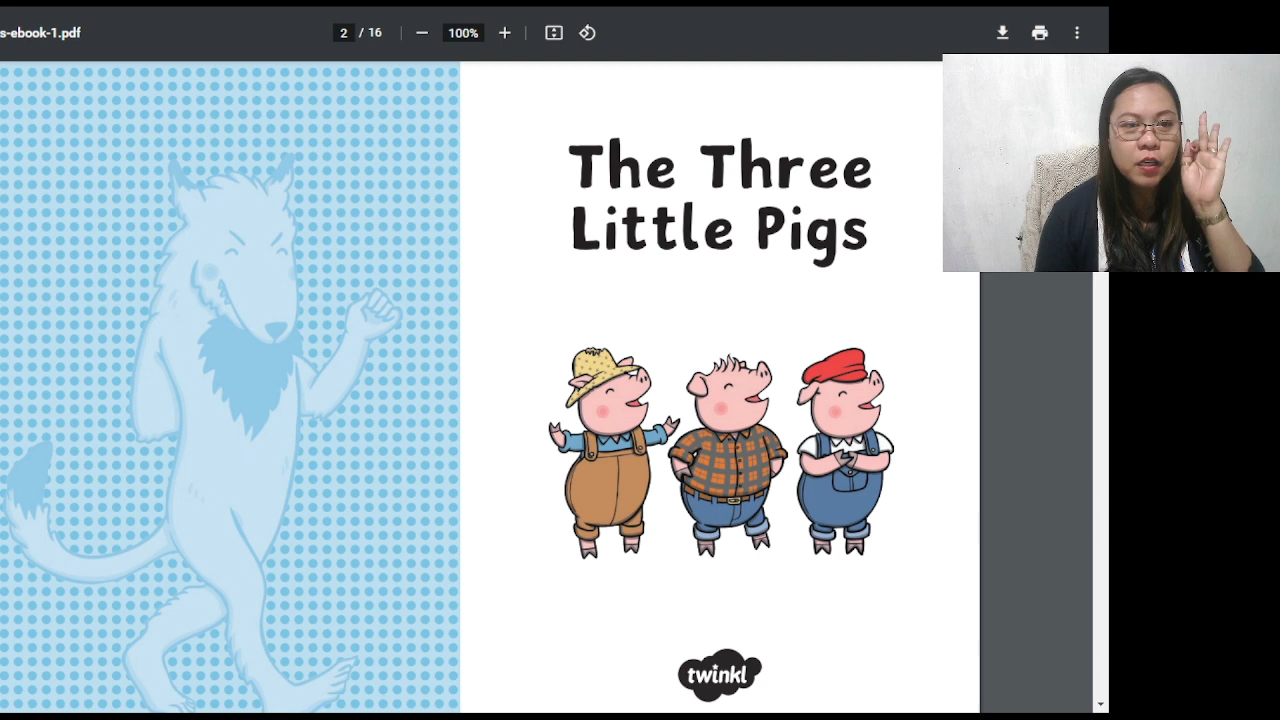 s-ebook-1.pdf
2 / 16
100%
The Three
Little Pigs
twinkl